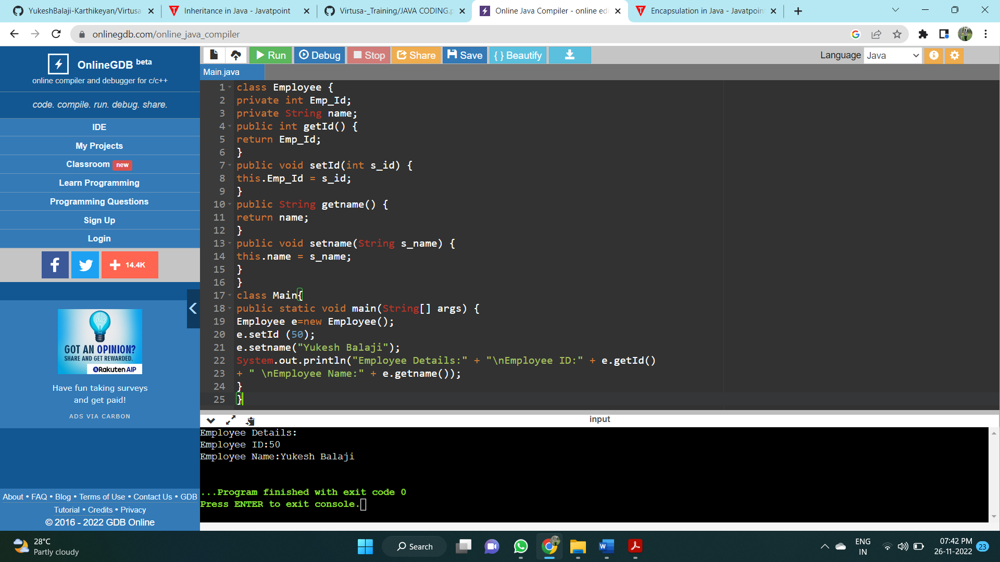 YukeshBalaji-Karthikeyan/Virtusa
Inheritance in Java - Javatpoint
Virtusa-_Training/JAVA CODING.p
Online Java Compiler - online edi
Encapsulation in Java - Javatpoin
onlinegdb.com/online_java_compiler
OnlineGDB beta
online compiler and debugger for c/c++
code. compile. run. debug. share.
IDE
My Projects
Classroom new
Learn Programming
Programming Questions
Sign Up
Login
14.4K
GOT AN OPINION?
SHARE AND GET REWARDED.
Rakuten AIP
Have fun taking surveys
and get paid!
ADS VIA CARBON
About • FAQ • Blog • Terms of Use • Contact Us • GDB
Tutorial • Credits • Privacy
© 2016 - 2022 GDB Online
Run Debug Stop Share Save { } Beautify Language Java
Main.java
1 class Employee {
2 private int Emp_Id;
3 private String name;
4 public int getId() {
5 return Emp_Id;
6 }
7 public void setId(int s_id) {
8 this.Emp_Id = s_id;
9 }
10 public String getname() {
11 return name;
12 }
13 public void setname(String s_name) {
14 this.name = s_name;
15 }
16 }
17 class Main{
18 public static void main(String[] args) {
19 Employee e=new Employee();
20 e.setId (50);
21 e.setname("Yukesh Balaji");
22 System.out.println("Employee Details:" + "\nEmployee ID:" + e.getId()
23 + " \nEmployee Name:" + e.getname());
24 }
25 }
input
Employee Details:
Employee ID:50
Employee Name:Yukesh Balaji
...Program finished with exit code 0
Press ENTER to exit console.
28°C
Partly cloudy
Search
ENG
IN
07:42 PM
26-11-2022
23